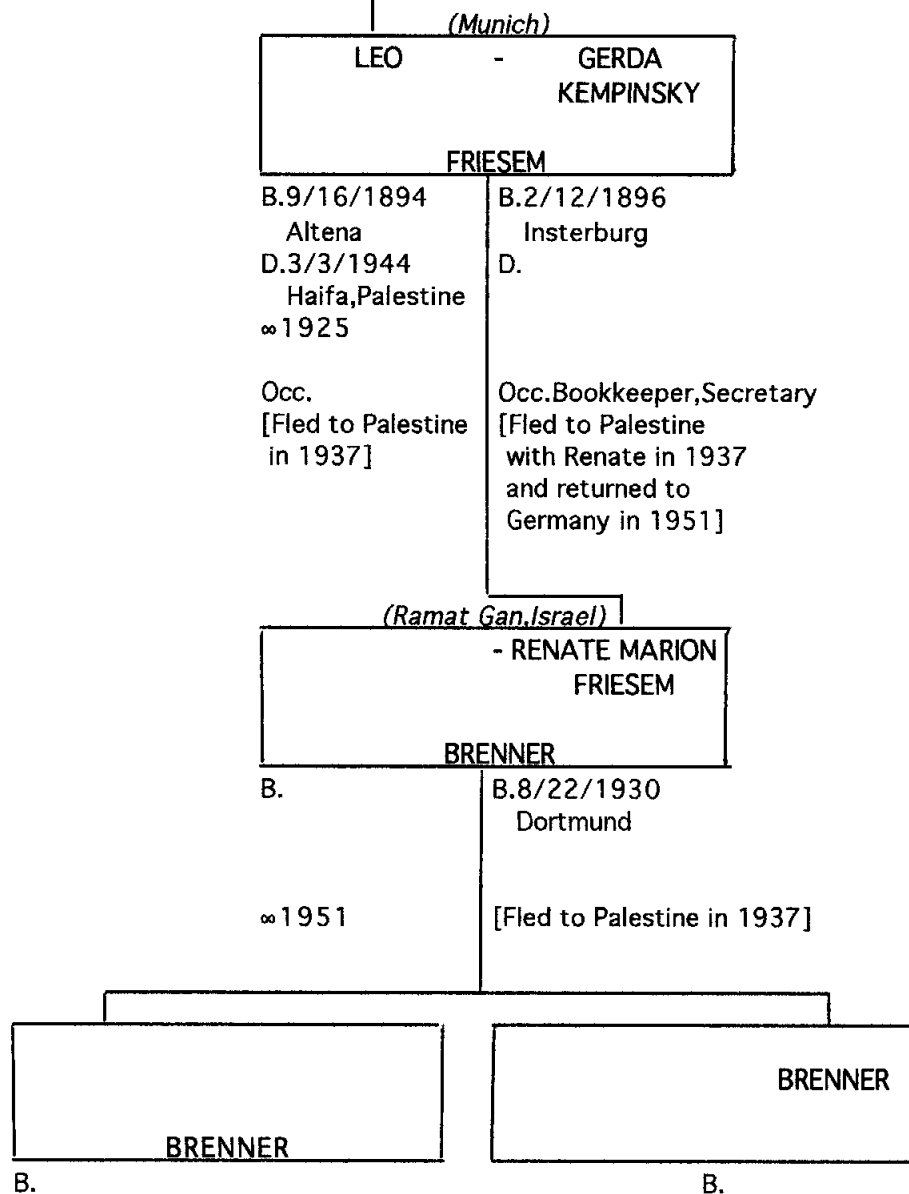 (Munich)
LEO - GERDA
KEMPINSKY
FRIESEM
B.9/16/1894
Altena
D.3/3/1944
Haifa,Palestine
∞1925
Occ.
[Fled to Palestine
in 1937]
B.2/12/1896
Insterburg
D.
Occ.Bookkeeper,Secretary
[Fled to Palestine
with Renate in 1937
and returned to
Germany in 1951]
(Ramat Gan,Israel)
- RENATE MARION
FRIESEM
BRENNER
B.
∞1951
B.8/22/1930
Dortmund
[Fled to Palestine in 1937]
BRENNER
B.
BRENNER
B.